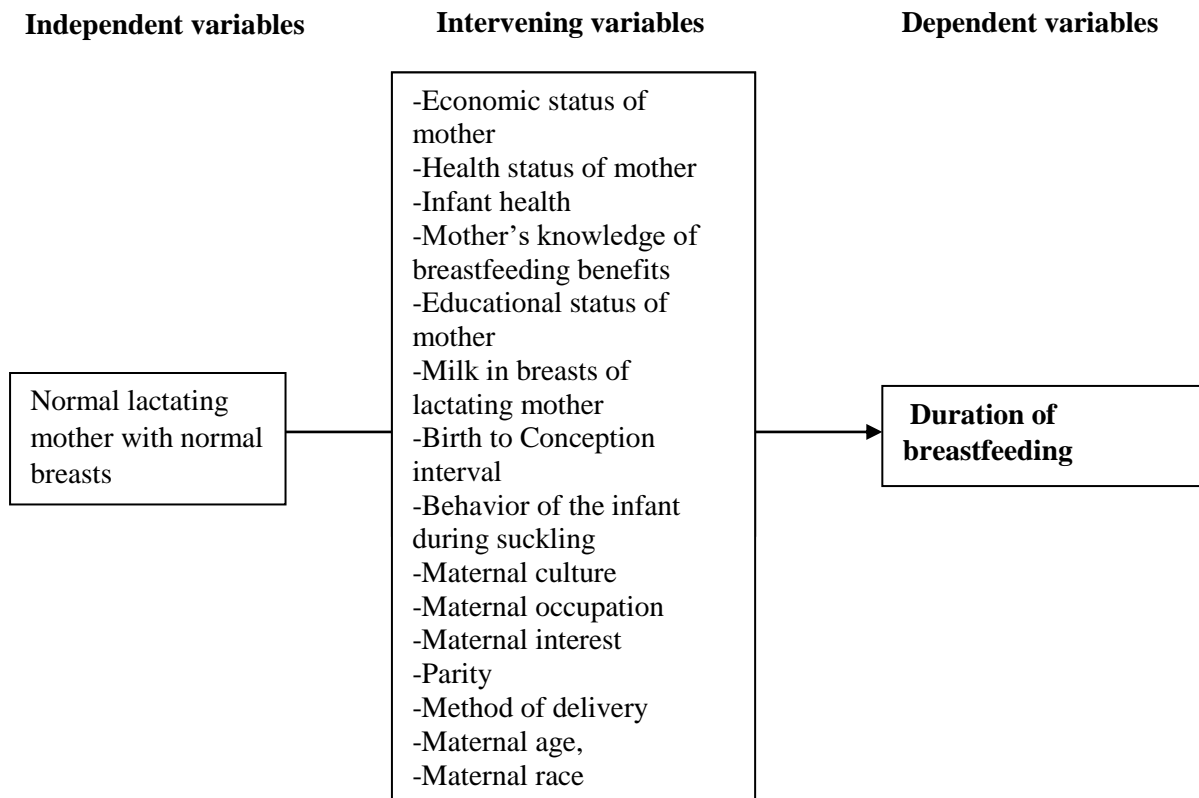 Independent variables
Intervening variables
Dependent variables
Normal lactating
mother with normal
breasts
-Economic status of
mother
-Health status of mother
-Infant health
-Mother’s knowledge of
breastfeeding benefits
-Educational status of
mother
-Milk in breasts of
lactating mother
-Birth to Conception
interval
-Behavior of the infant
during suckling
-Maternal culture
-Maternal occupation
-Maternal interest
-Parity
-Method of delivery
-Maternal age,
-Maternal race
Duration of
breastfeeding